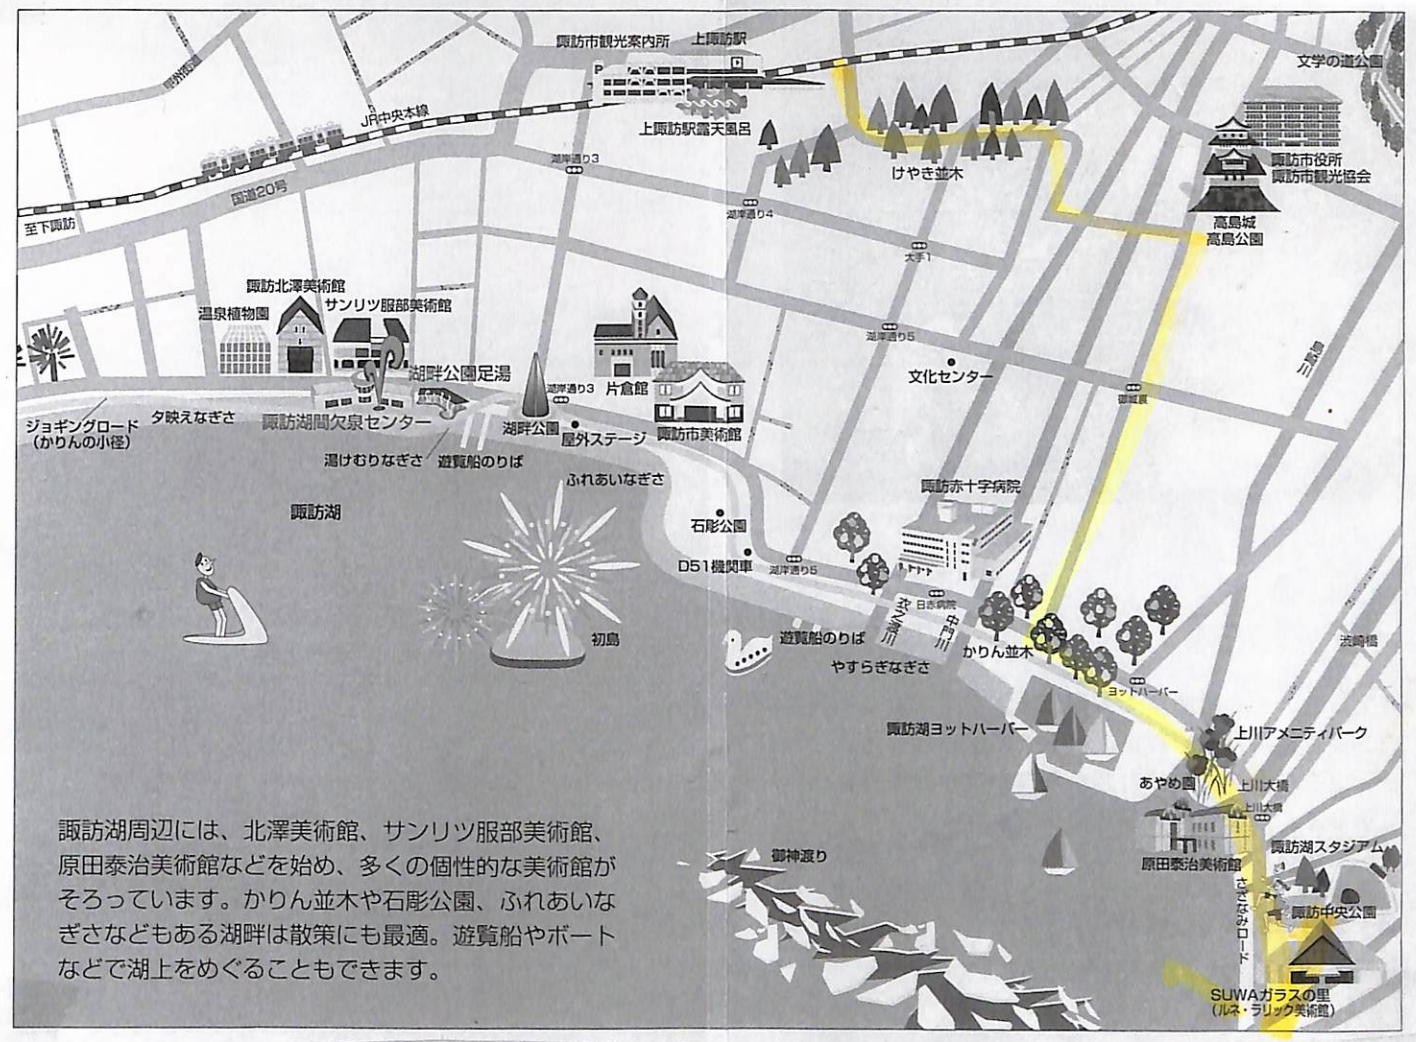 諏訪市観光案内所
上諏訪駅
P
文学の道公園
甲州街道
JR中央本線
上諏訪駅露天風呂
湖岸通り3
国道20号
至下諏訪
けやき並木
諏訪市役所
諏訪市観光協会
高島城
高島公園
湖岸通り4
大手1
諏訪北澤美術館
温泉植物園
サンリツ服部美術館
湖岸通り5
文化センター
湖畔公園足湯
湖岸通り3
片倉館
ジョギングロード
(かりんの小径)
夕映えなぎさ
諏訪湖間欠泉センター
湖畔公園
屋外ステージ
諏訪市美術館
湯けむりなぎさ
遊覧船のりば
ふれあいなぎさ
諏訪赤十字病院
諏訪湖
石彫公園
D51機関車
湖岸通り5
日赤病院
衣之渡川
中門川
初島
遊覧船のりば
やすらぎなぎさ
かりん並木
渋崎橋
ヨットハーバー
諏訪湖ヨットハーバー
上川アメニティパーク
あやめ園
上川大橋
上川大橋
諏訪湖周辺には、北澤美術館、サンリツ服部美術館、
原田泰治美術館などを始め、多くの個性的な美術館が
そろっています。かりん並木や石彫公園、ふれあいな
ぎさなどもある湖畔は散策にも最適。遊覧船やボート
などで湖上をめぐることもできます。
御神渡り
原田泰治美術館
諏訪湖スタジアム
さざなみロード
諏訪中央公園
SUWAガラスの里
(ルネ・ラリック美術館)